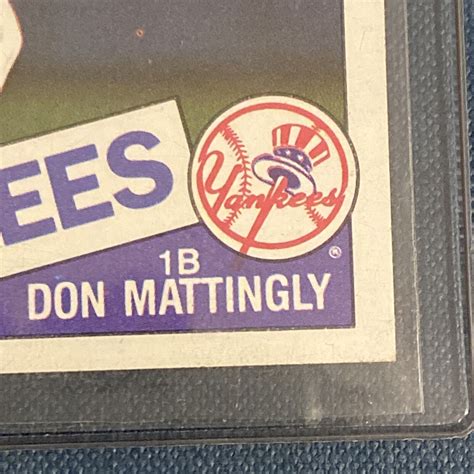 EES
Yankees
®
1B
DON MATTINGLY